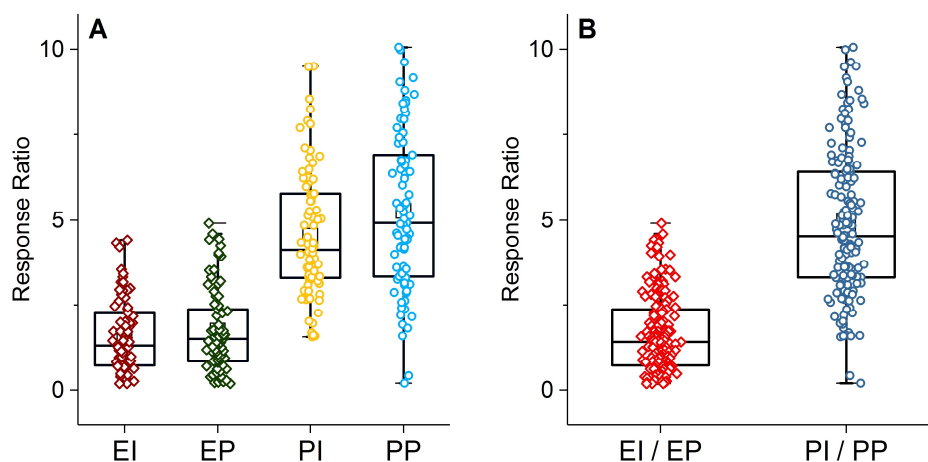 A
Response Ratio
10
5
0
EI EP PI PP
B
Response Ratio
10
5
0
EI / EP PI / PP